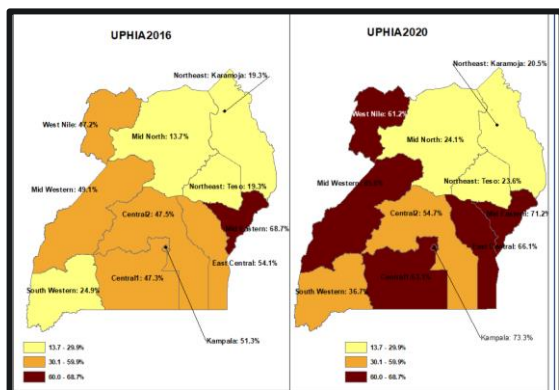 UPHIA2016
Northeast: Karamoja: 19.3%
West Nile: 47.2%
Mid North: 13.7%
Mid Western: 49.1%
Northeast: Teso: 19.3%
Central2: 47.5%
Eastern: 68.7%
East Central: 54.1%
Central1: 47.3%
South Western: 24.9%
Kampala: 51.3%
13.7 - 29.9%
30.1 - 59.9%
60.0 - 68.7%
UPHIA2020
Northeast: Karamoja: 20.5%
West Nile: 61.2%
Mid North: 24.1%
Northeast: Teso: 23.6%
Mid Western:
Eastern: 71.2%
Central2: 54.7%
East Central: 66.1%
South Western: 36.7%
Kampala: 73.3%
13.7 - 29.9%
30.1 - 59.9%
60.0 - 68.7%